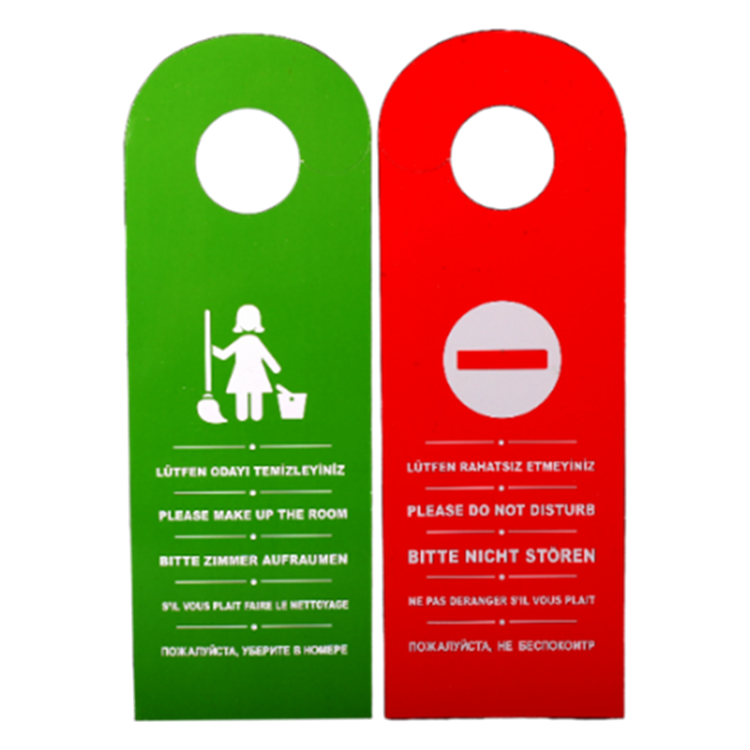 LÜTFEN ODAYI TEMİZLEYİNİZ
PLEASE MAKE UP THE ROOM
BITTE ZIMMER AUFRAUMEN
S'IL VOUS PLAIT FAIRE LE NETTOYAGE
ПОЖАЛУЙСТА, УБЕРИТЕ В НОМЕРЕ
LÜTFEN RAHATSIZ ETMEYİNİZ
PLEASE DO NOT DISTURB
BITTE NICHT STÖREN
NE PAS DERANGER S'IL VOUS PLAIT
ПОЖАЛУЙСТА, НЕ БЕСПОКОИТР